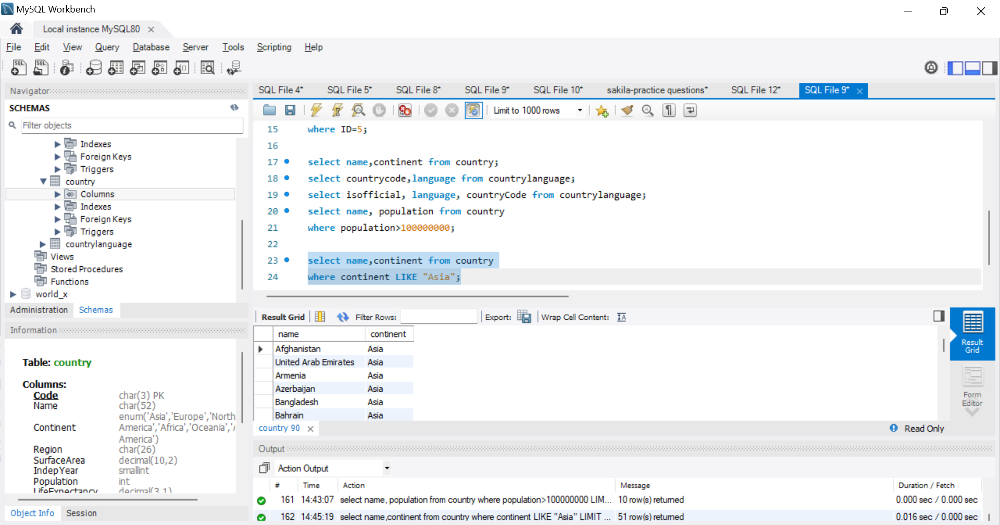 MySQL Workbench
Local instance MySQL80
File Edit View Query Database Server Tools Scripting Help
Navigator
SCHEMAS
Filter objects
Indexes
Foreign Keys
Triggers
country
Columns
Indexes
Foreign Keys
Triggers
countrylanguage
Views
Stored Procedures
Functions
world_x
Administration Schemas
Information
Table: country
Columns:
Code char(3) PK
Name char(52)
enum('Asia','Europe','North
Continent America','Africa','Oceania','
America')
Region char(26)
SurfaceArea decimal(10,2)
IndepYear smallint
Population int
LifeExpectancy decimal(3,1)
Object Info Session
SQL File 4* SQL File 5* SQL File 8* SQL File 9* SQL File 10* sakila-practice questions* SQL File 12* SQL File 9*
Limit to 1000 rows
15 where ID=5;
16
17 select name,continent from country;
18 select countrycode,language from countrylanguage;
19 select isofficial, language, countryCode from countrylanguage;
20 select name, population from country
21 where population>100000000;
22
23 select name,continent from country
24 where continent LIKE "Asia";
Result Grid Filter Rows: Export: Wrap Cell Content:
name continent
Afghanistan Asia
United Arab Emirates Asia
Armenia Asia
Azerbaijan Asia
Bangladesh Asia
Bahrain Asia
Result
Grid
Form
Editor
country 90
Read Only
Output
Action Output
# Time Action Message Duration / Fetch
161 14:43:07 select name, population from country where population>100000000 LIM... 10 row(s) returned 0.000 sec / 0.000 sec
162 14:45:19 select name,continent from country where continent LIKE "Asia" LIMIT ... 51 row(s) returned 0.016 sec / 0.000 sec